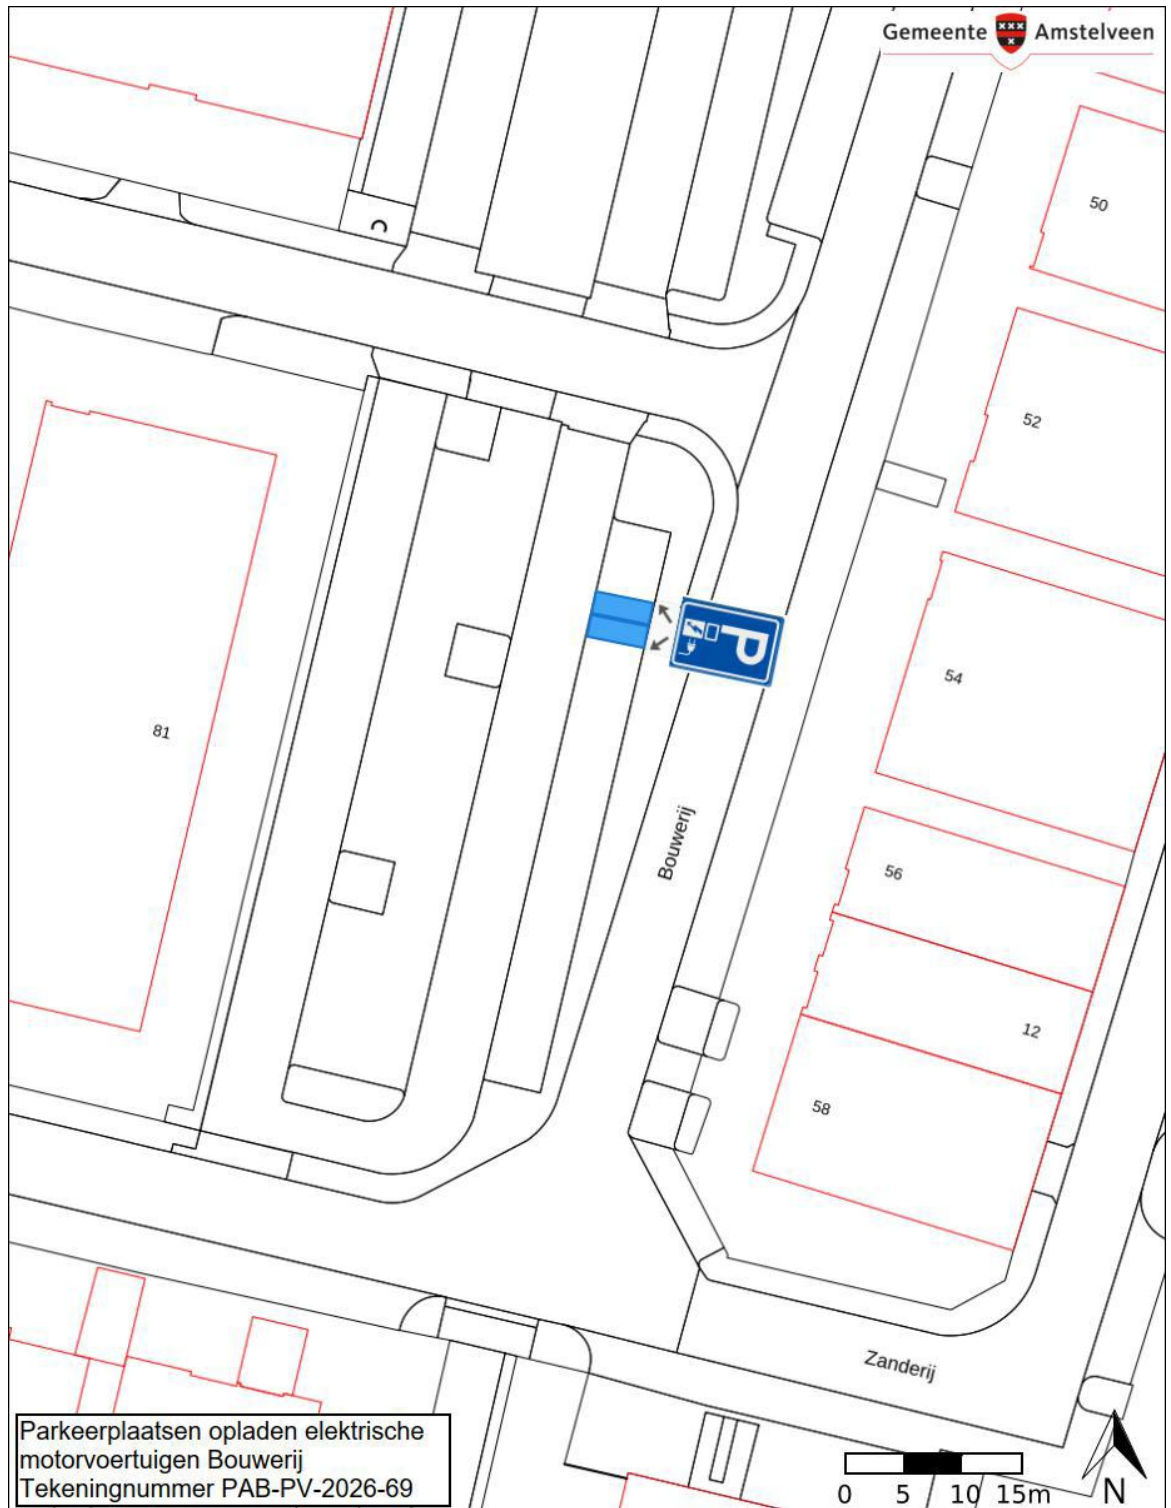 Gemeente Amstelveen
50
52
54
81
P
Bouwerij
56
12
58
Zanderij
Parkeerplaatsen opladen elektrische
motorvoertuigen Bouwerij
Tekeningnummer PAB-PV-2026-69
0 5 10 15m
N